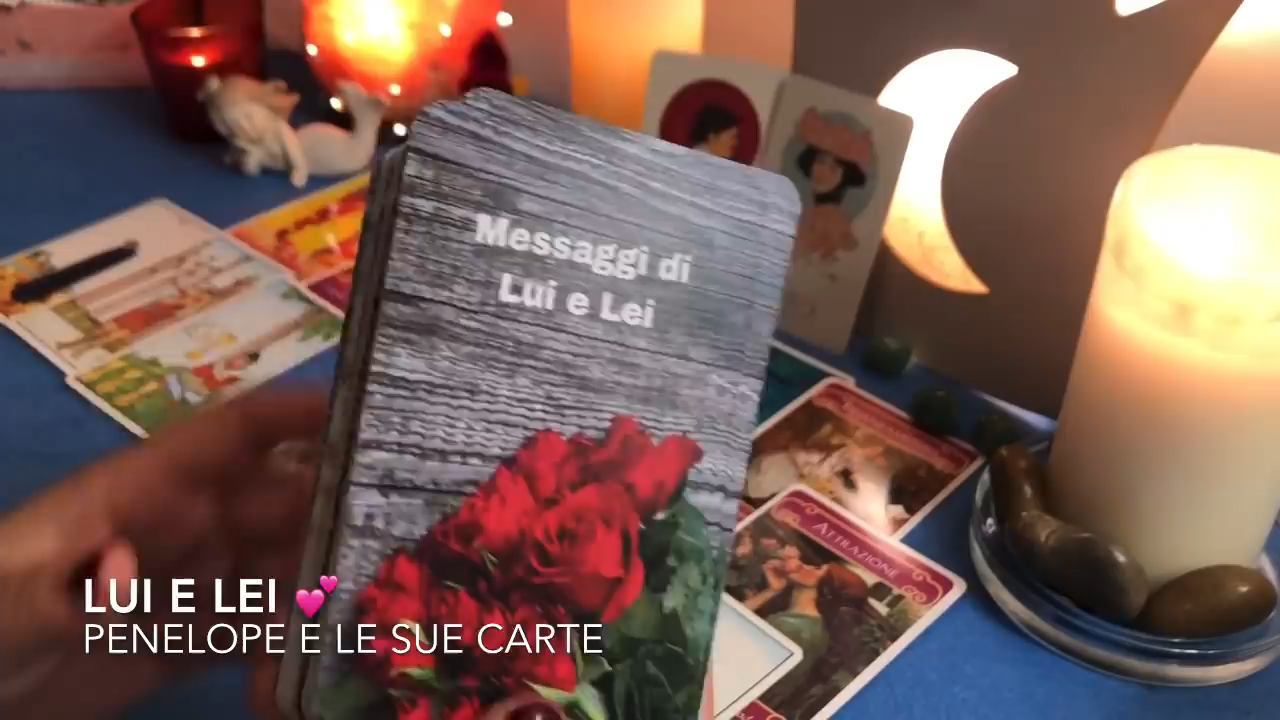 Messaggi di
Lui e Lei
ATTRAZIONE
LUI E LEI 💕
PENELOPE E LE SUE CARTE